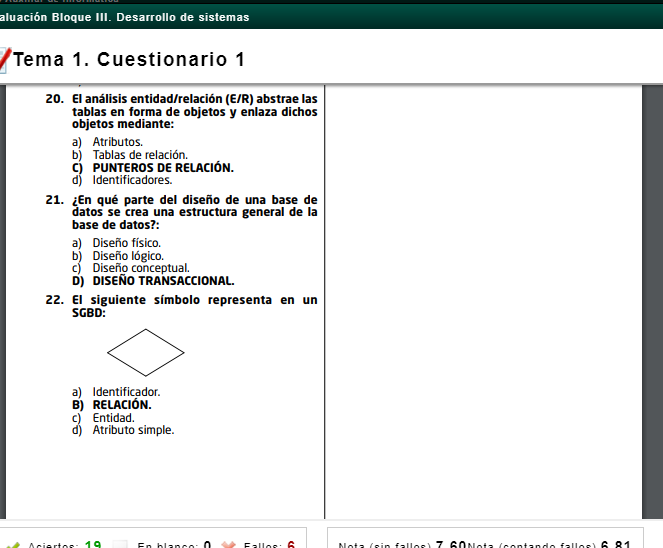 aluación Bloque III. Desarrollo de sistemas
Tema 1. Cuestionario 1
20. El análisis entidad/relación (E/R) abstrae las
tablas en forma de objetos y enlaza dichos
objetos mediante:
a) Atributos.
b) Tablas de relación.
C) PUNTEROS DE RELACIÓN.
d) Identificadores.
21. ¿En qué parte del diseño de una base de
datos se crea una estructura general de la
base de datos?:
a) Diseño físico.
b) Diseño lógico.
c) Diseño conceptual.
D) DISEÑO TRANSACCIONAL.
22. El siguiente símbolo representa en un
SGBD:
a) Identificador.
B) RELACIÓN.
c) Entidad.
d) Atributo simple.
Aciertos: 19 En blanco: 0 Fallos: 6 Nota (sin fallos) 7,60 Nota (contando fallos) 6,81